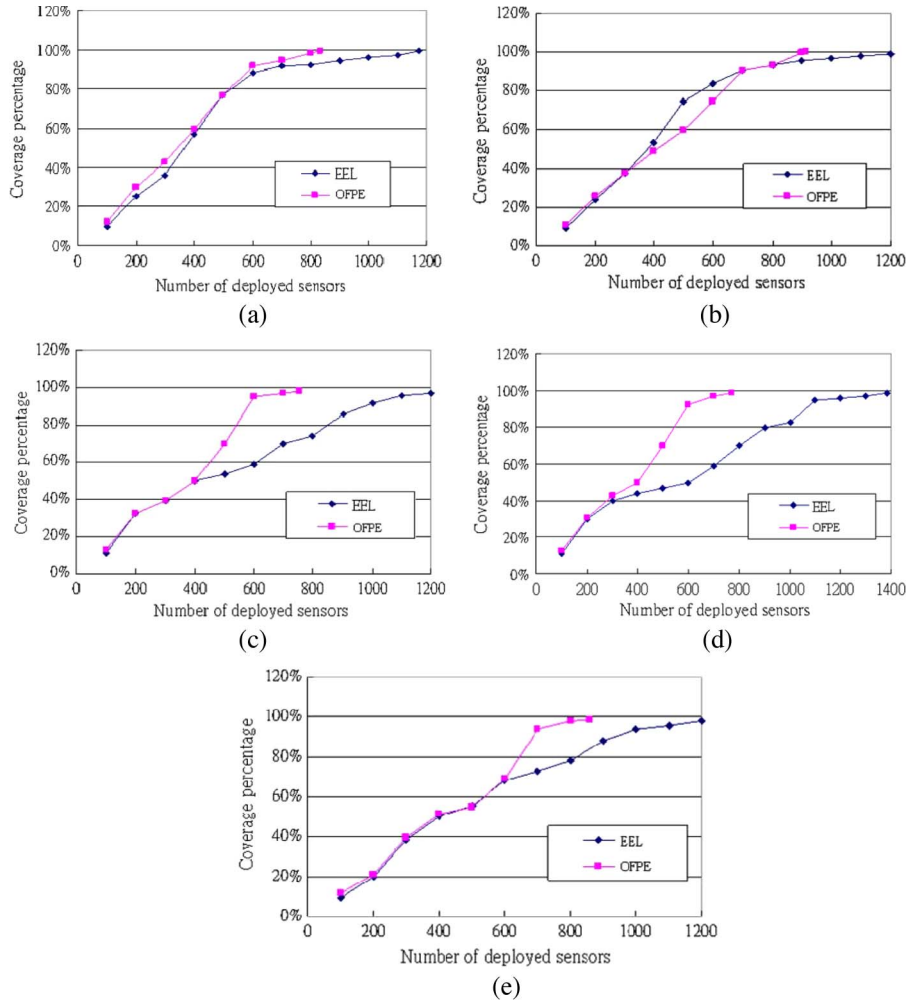 120%
100%
80%
60%
40%
20%
0%
Coverage percentage
EEL
OFPE
0 200 400 600 800 1000 1200
Number of deployed sensors
(a)
120%
100%
80%
60%
40%
20%
0%
Coverage percentage
EEL
OFPE
0 200 400 600 800 1000 1200
Number of deployed sensors
(b)
120%
100%
80%
60%
40%
20%
0%
Coverage percentage
EEL
OFPE
0 200 400 600 800 1000 1200
Number of deployed sensors
(c)
120%
100%
80%
60%
40%
20%
0%
Coverage percentage
EEL
OFPE
0 200 400 600 800 1000 1200 1400
Number of deployed sensors
(d)
120%
100%
80%
60%
40%
20%
0%
Coverage percentage
EEL
OFPE
0 200 400 600 800 1000 1200
Number of deployed sensors
(e)